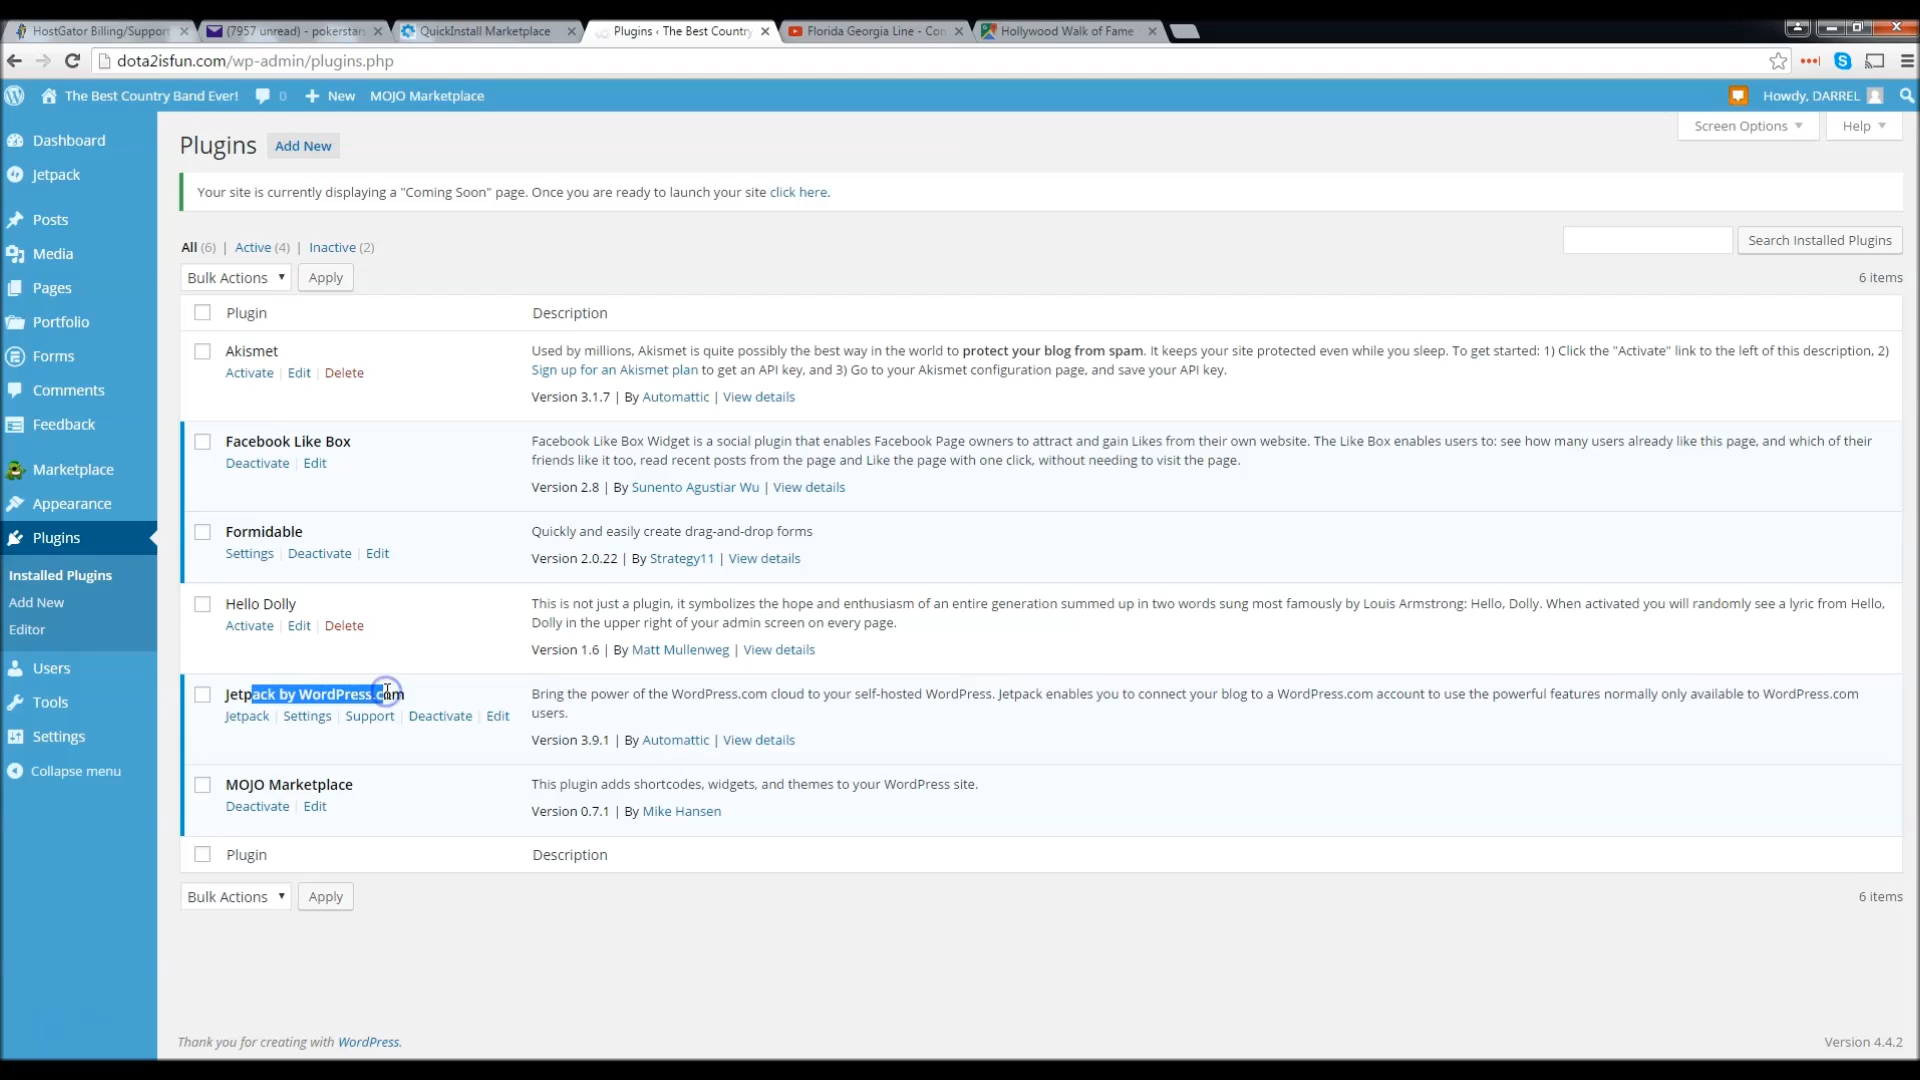 HostGator Billing/Support
(7957 unread) - pokerstar
QuickInstall Marketplace
Plugins ‹ The Best Country
Florida Georgia Line - Con
Hollywood Walk of Fame
dota2isfun.com/wp-admin/plugins.php
The Best Country Band Ever! 0 New MOJO Marketplace Howdy, DARREL
Screen Options Help
Dashboard
Jetpack
Posts
Media
Pages
Portfolio
Forms
Comments
Feedback
Marketplace
Appearance
Plugins
Installed Plugins
Add New
Editor
Users
Tools
Settings
Collapse menu
Plugins Add New
Your site is currently displaying a "Coming Soon" page. Once you are ready to launch your site click here.
All (6) | Active (4) | Inactive (2)
Search Installed Plugins
Bulk Actions Apply
6 items
Plugin Description
Akismet
Activate | Edit | Delete
Used by millions, Akismet is quite possibly the best way in the world to protect your blog from spam. It keeps your site protected even while you sleep. To get started: 1) Click the "Activate" link to the left of this description, 2)
Sign up for an Akismet plan to get an API key, and 3) Go to your Akismet configuration page, and save your API key.
Version 3.1.7 | By Automattic | View details
Facebook Like Box
Deactivate | Edit
Facebook Like Box Widget is a social plugin that enables Facebook Page owners to attract and gain Likes from their own website. The Like Box enables users to: see how many users already like this page, and which of their
friends like it too, read recent posts from the page and Like the page with one click, without needing to visit the page.
Version 2.8 | By Sunento Agustiar Wu | View details
Formidable
Settings | Deactivate | Edit
Quickly and easily create drag-and-drop forms
Version 2.0.22 | By Strategy11 | View details
Hello Dolly
Activate | Edit | Delete
This is not just a plugin, it symbolizes the hope and enthusiasm of an entire generation summed up in two words sung most famously by Louis Armstrong: Hello, Dolly. When activated you will randomly see a lyric from Hello,
Dolly in the upper right of your admin screen on every page.
Version 1.6 | By Matt Mullenweg | View details
Jetpack by WordPress.com
Jetpack | Settings | Support | Deactivate | Edit
Bring the power of the WordPress.com cloud to your self-hosted WordPress. Jetpack enables you to connect your blog to a WordPress.com account to use the powerful features normally only available to WordPress.com
users.
Version 3.9.1 | By Automattic | View details
MOJO Marketplace
Deactivate | Edit
This plugin adds shortcodes, widgets, and themes to your WordPress site.
Version 0.7.1 | By Mike Hansen
Plugin Description
Bulk Actions Apply
6 items
Thank you for creating with WordPress.
Version 4.4.2